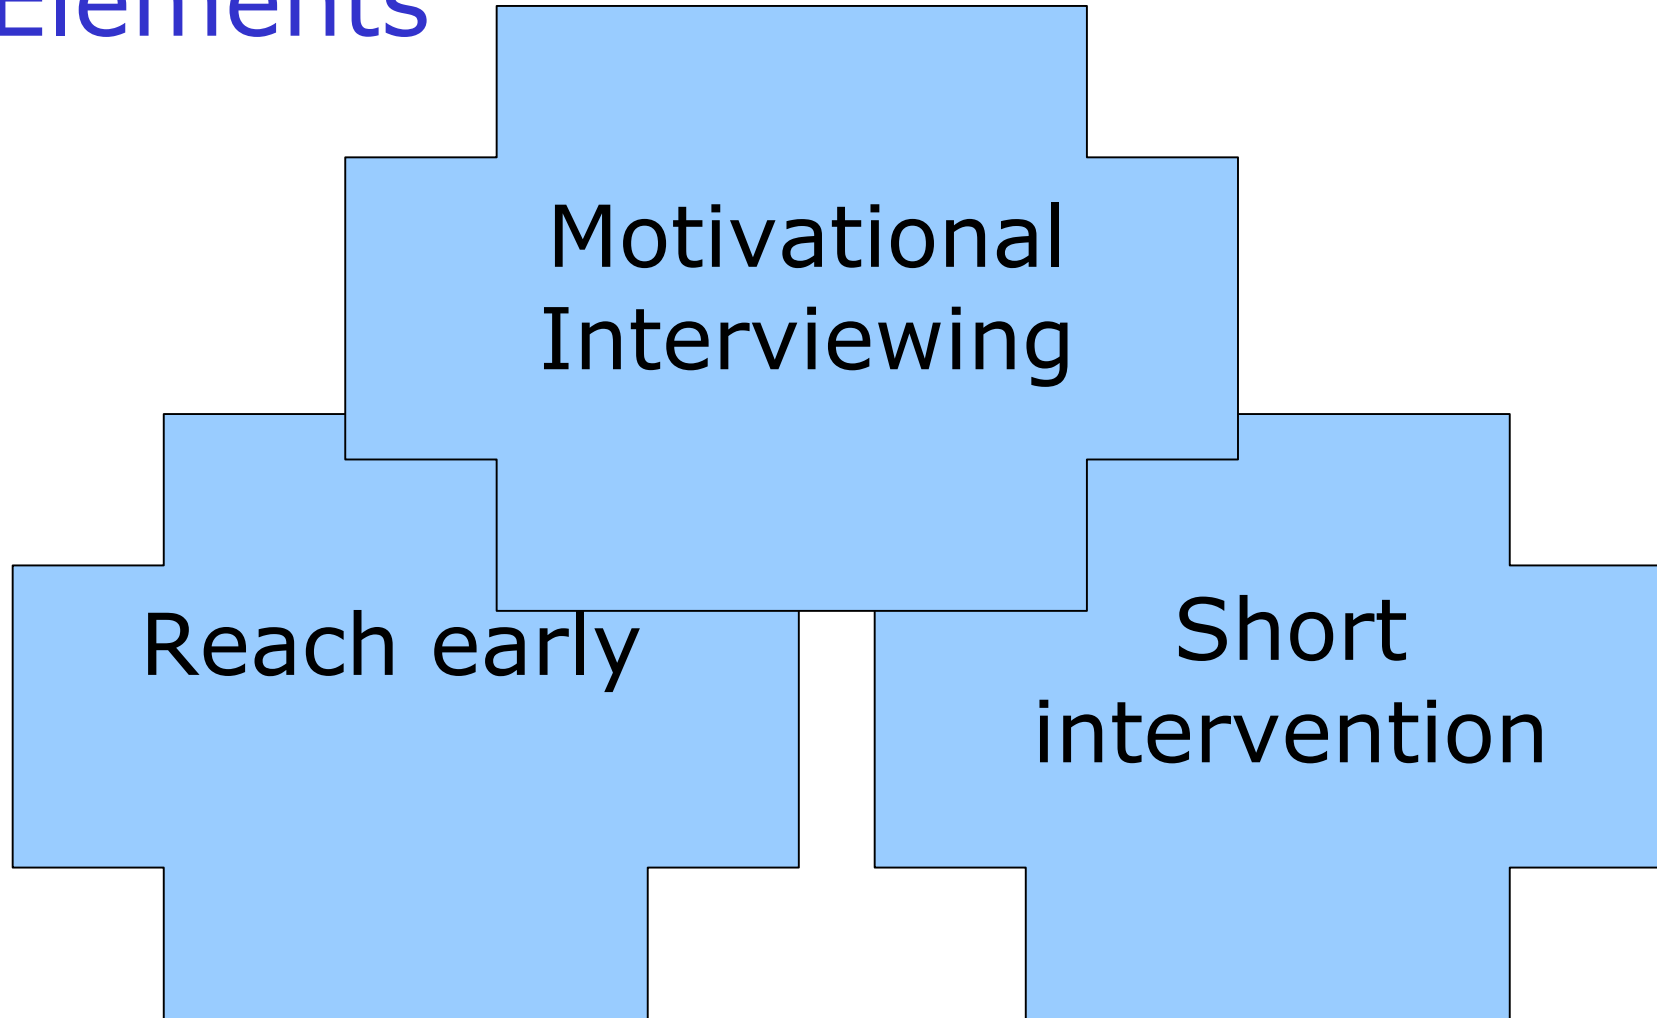 Elements
Motivational
Interviewing
Reach early
Short
intervention